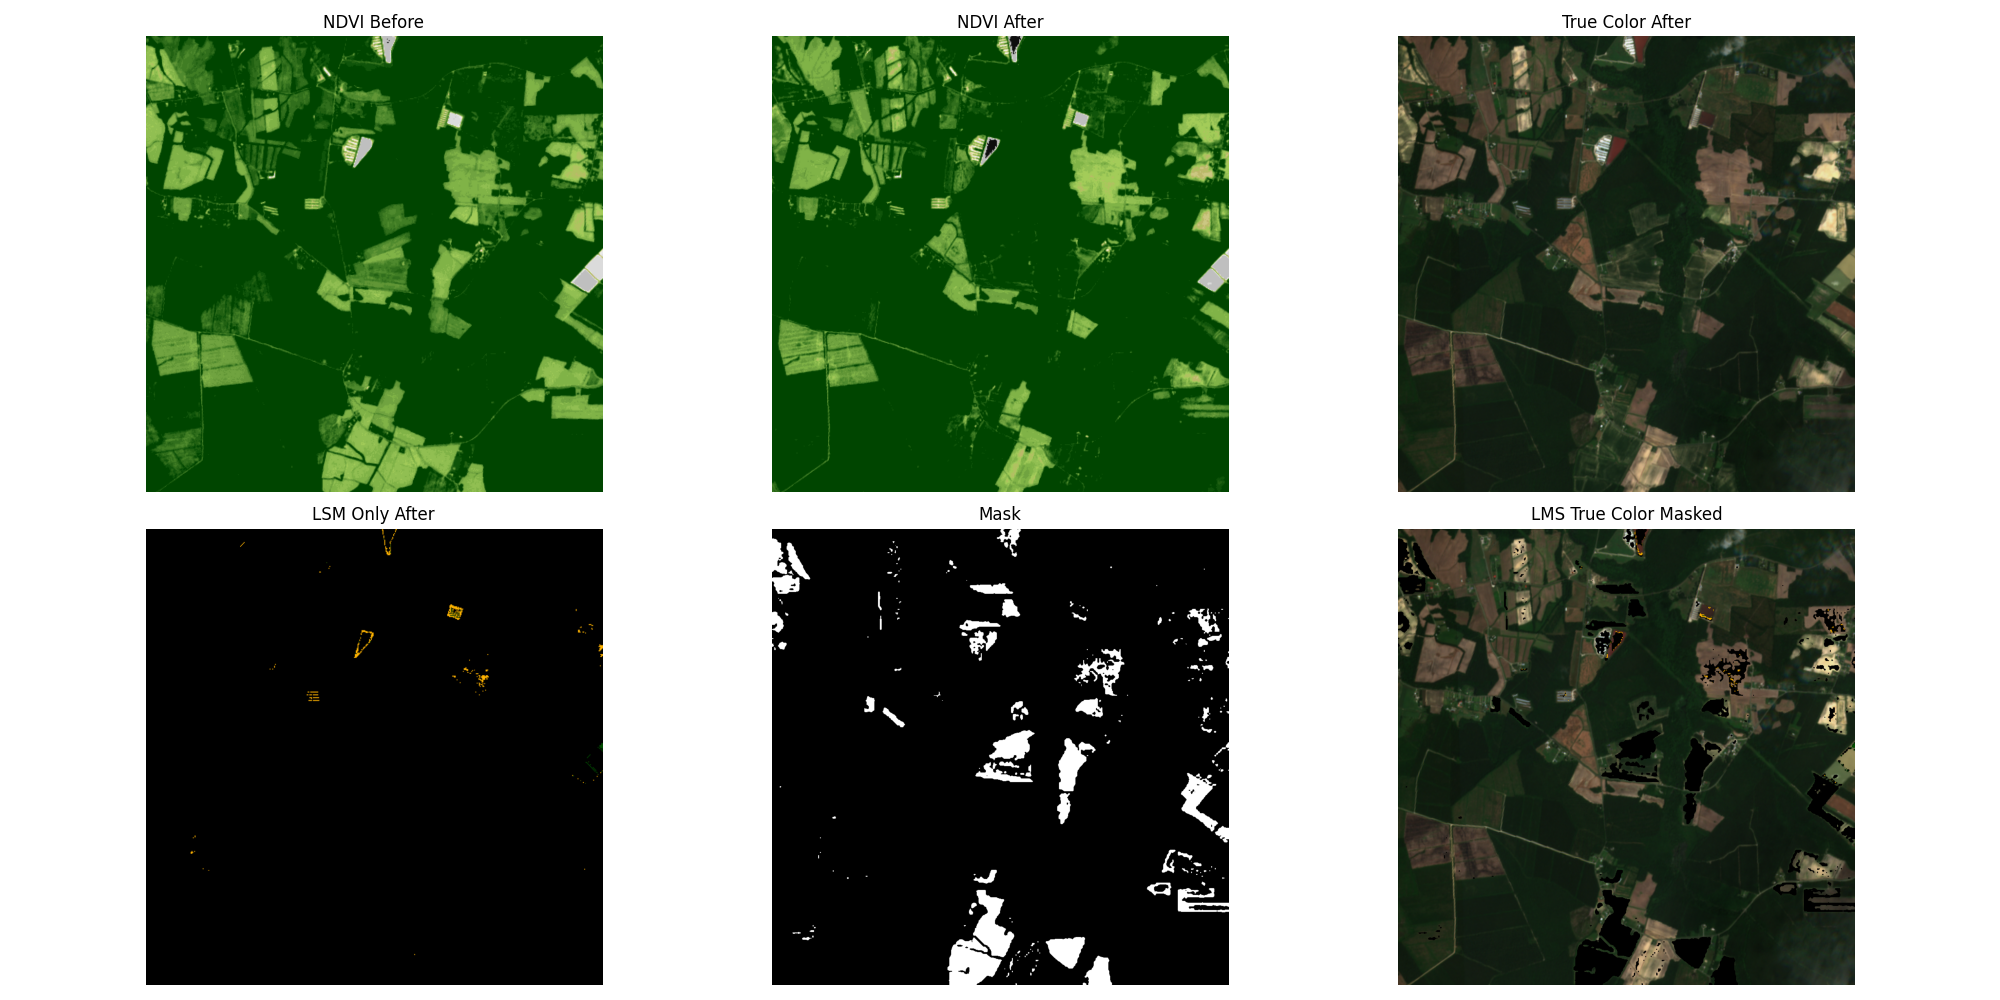 NDVI Before
NDVI After
True Color After
LSM Only After
Mask
LMS True Color Masked